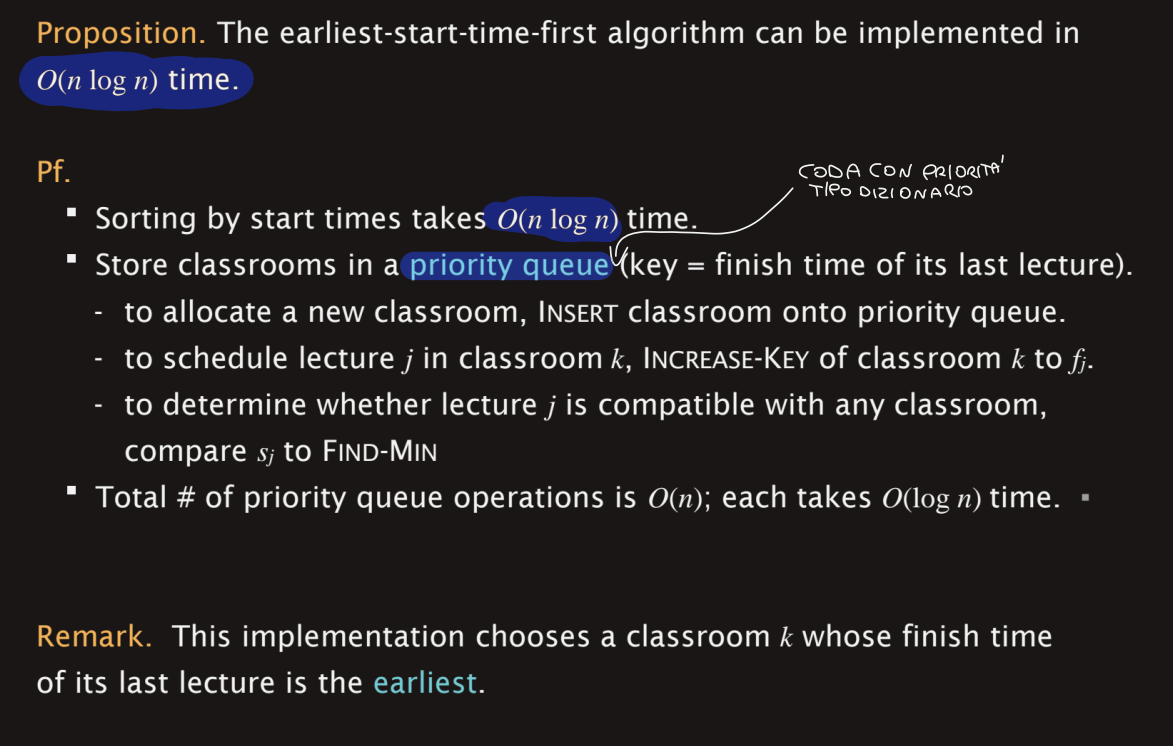 Proposition. The earliest-start-time-first algorithm can be implemented in
O(n log n) time.
Pf.
CODA CON PRIORITA'
TIPO DIZIONARIO
▪ Sorting by start times takes O(n log n) time.
▪ Store classrooms in a priority queue (key = finish time of its last lecture).
- to allocate a new classroom, INSERT classroom onto priority queue.
- to schedule lecture j in classroom k, INCREASE-KEY of classroom k to fj.
- to determine whether lecture j is compatible with any classroom,
compare sj to FIND-MIN
▪ Total # of priority queue operations is O(n); each takes O(log n) time. ▪
Remark. This implementation chooses a classroom k whose finish time
of its last lecture is the earliest.